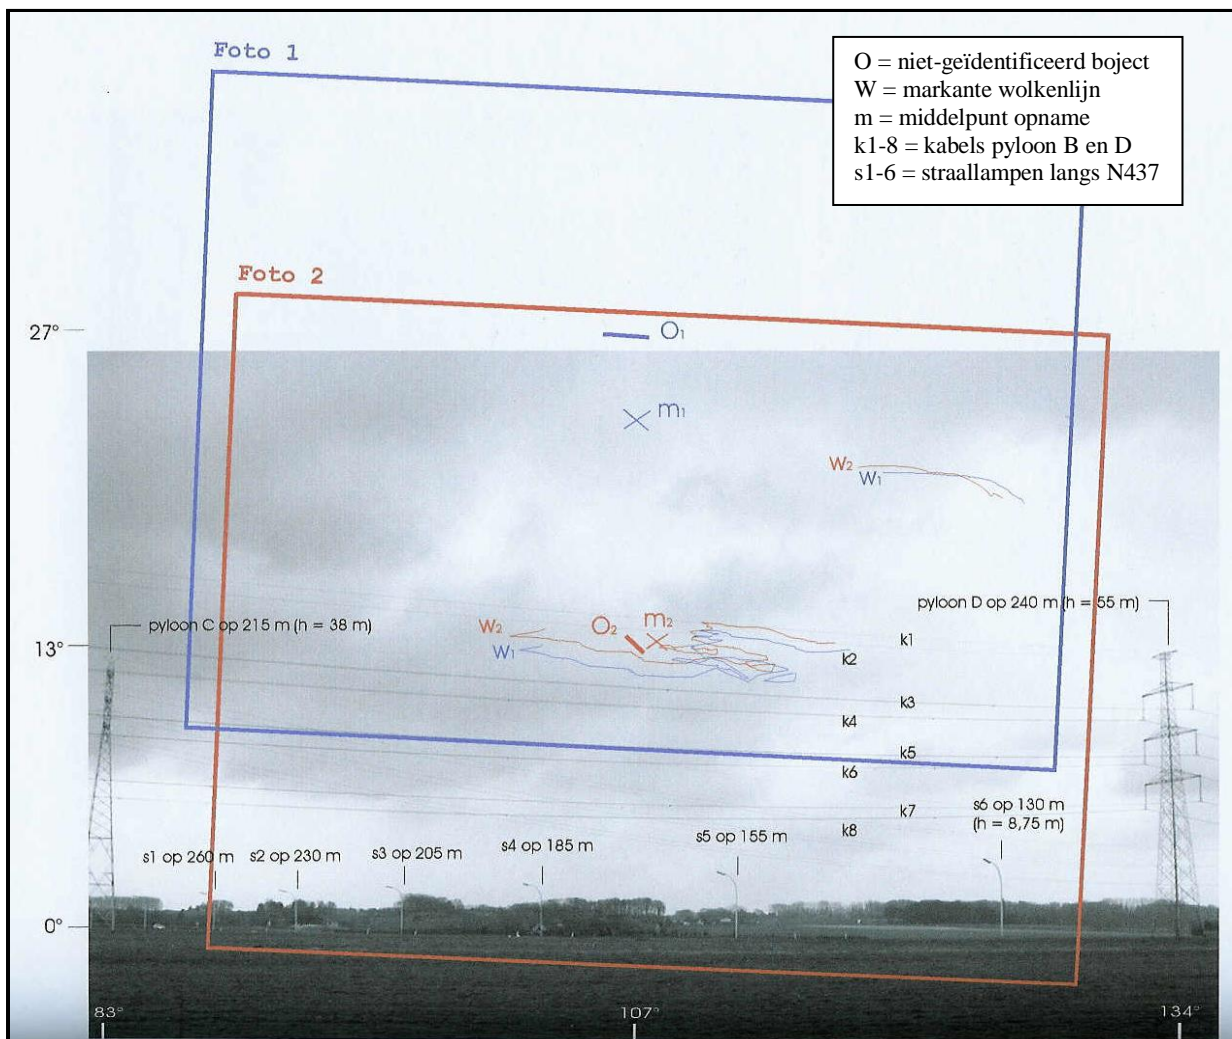 Foto 1
O = niet-geïdentificeerd boject
W = markante wolkenlijn
m = middelpunt opname
k1-8 = kabels pyloon B en D
s1-6 = straallampen langs N437
Foto 2
27°
O1
m1
W2
W1
pyloon D op 240 m (h = 55 m)
pyloon C op 215 m (h = 38 m)
13°
W2
O2
m2
W1
k1
k2
k3
k4
k5
k6
k7
k8
s6 op 130 m
(h = 8,75 m)
s1 op 260 m
s2 op 230 m
s3 op 205 m
s4 op 185 m
s5 op 155 m
0°
83°
107°
134°